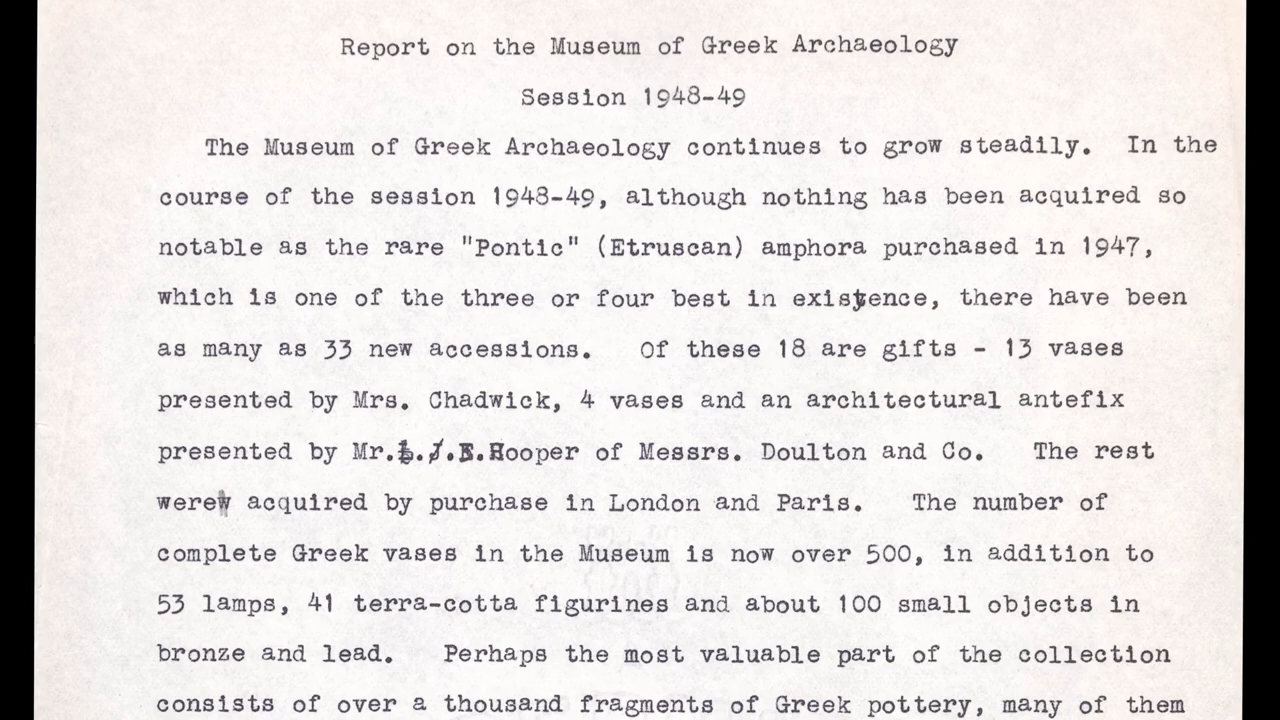 Report on the Museum of Greek Archaeology
Session 1948-49
The Museum of Greek Archaeology continues to grow steadily. In the
course of the session 1948-49, although nothing has been acquired so
notable as the rare "Pontic" (Etruscan) amphora purchased in 1947,
which is one of the three or four best in existence, there have been
as many as 33 new accessions. Of these 18 are gifts - 13 vases
presented by Mrs. Chadwick, 4 vases and an architectural antefix
presented by Mr. Hooper of Messrs. Doulton and Co. The rest
were acquired by purchase in London and Paris. The number of
complete Greek vases in the Museum is now over 500, in addition to
53 lamps, 41 terra-cotta figurines and about 100 small objects in
bronze and lead. Perhaps the most valuable part of the collection
consists of over a thousand fragments of Greek pottery, many of them